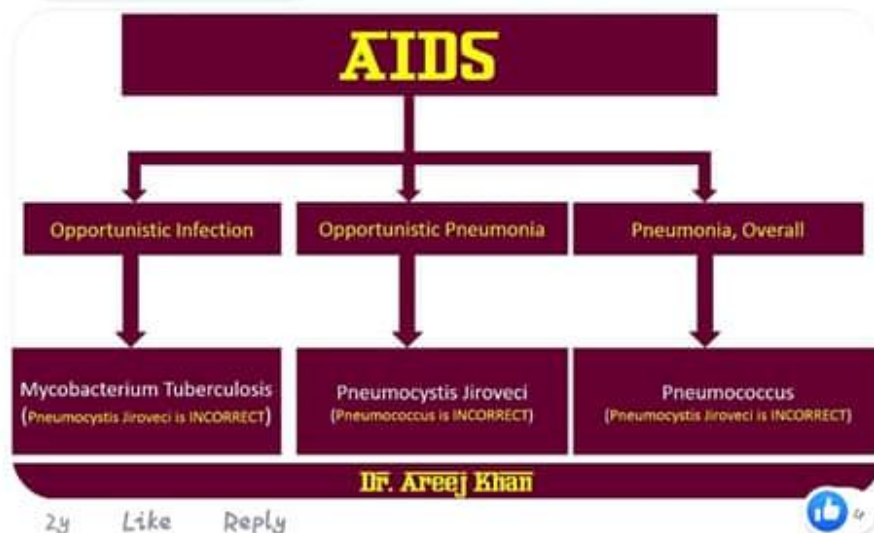 AIDS
Opportunistic Infection
Opportunistic Pneumonia
Pneumonia, Overall
Mycobacterium Tuberculosis
(Pneumocystis Jiroveci is INCORRECT)
Pneumocystis Jiroveci
(Pneumococcus is INCORRECT)
Pneumococcus
(Pneumocystis Jiroveci is INCORRECT)
Dr. Areej Khan
2y Like Reply 4